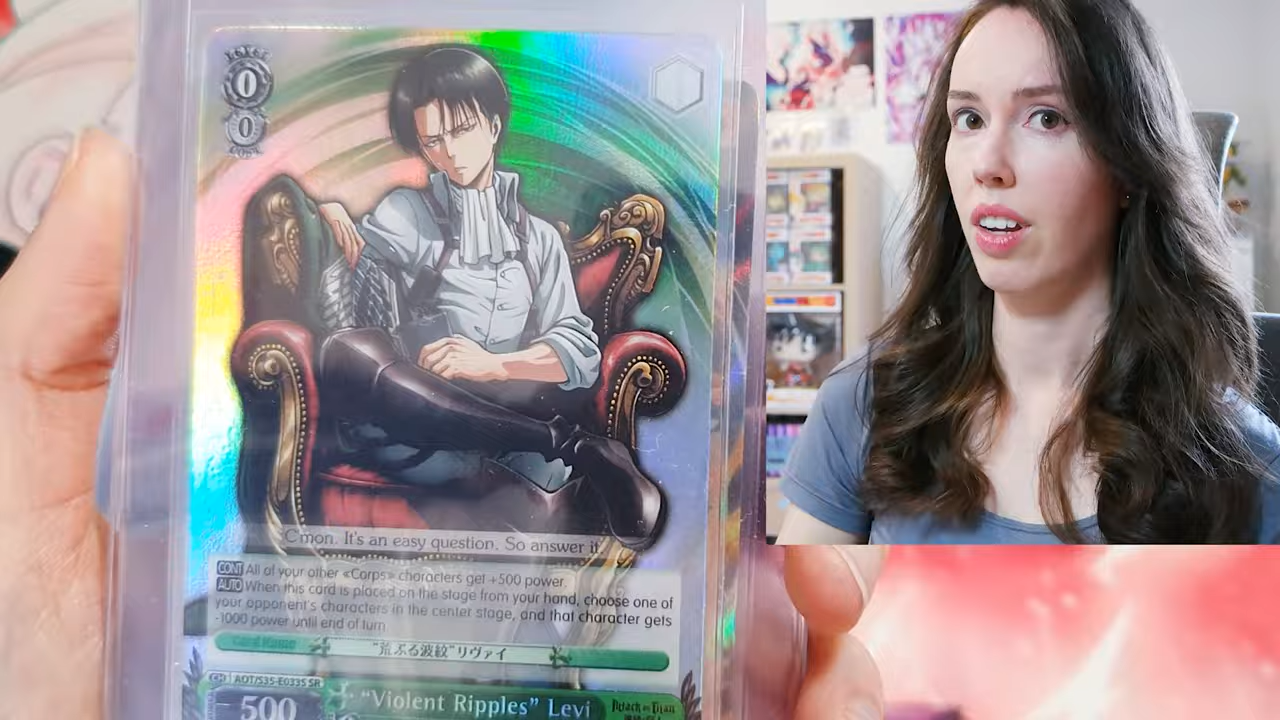 0
0
C'mon. It's an easy question. So answer it.
CONT All of your other «Corps» characters get +500 power.
AUTO When this card is placed on the stage from your hand, choose one of
your opponent's characters in the center stage, and that character gets
-1000 power until end of turn.
Card Name
"荒ぶる波紋"リヴァイ
AOT/S35-E033S SR
500
"Violent Ripples" Levi
Attack on Titan